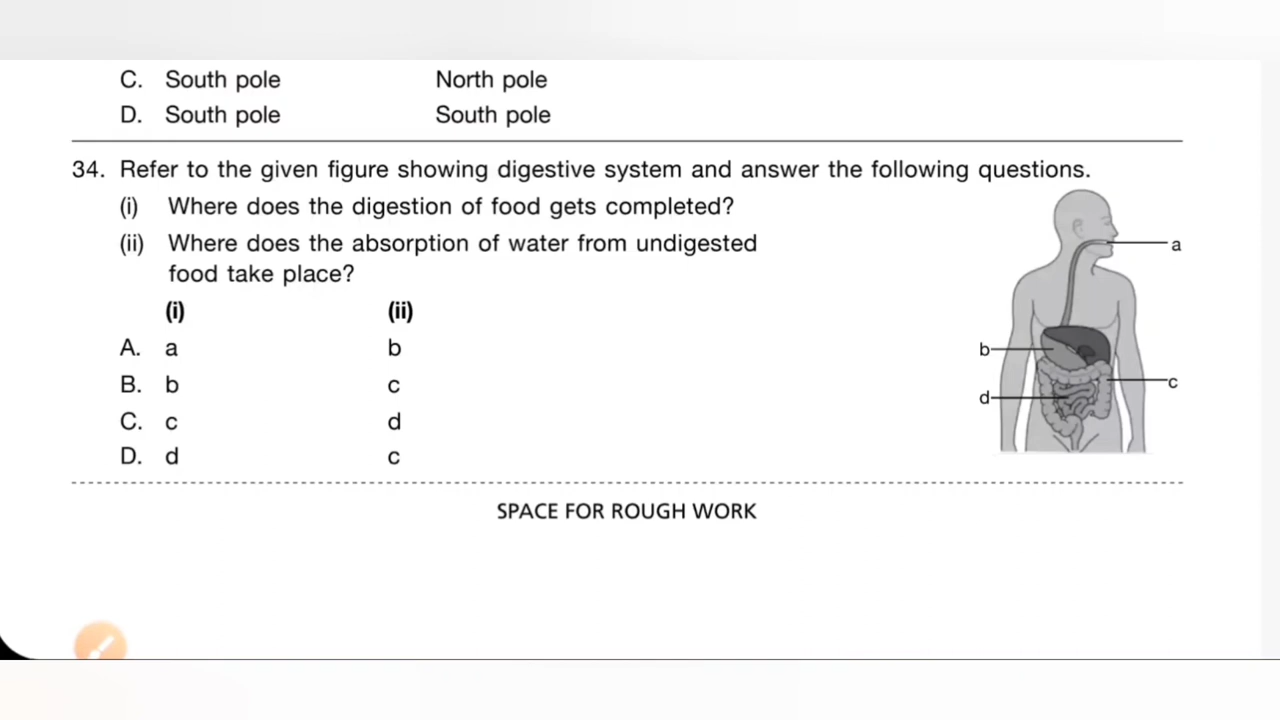 C. South pole North pole
D. South pole South pole
34. Refer to the given figure showing digestive system and answer the following questions.
(i) Where does the digestion of food gets completed?
(ii) Where does the absorption of water from undigested
food take place?
(i) (ii)
A. a b
B. b c
C. c d
D. d c
a
b
c
d
SPACE FOR ROUGH WORK